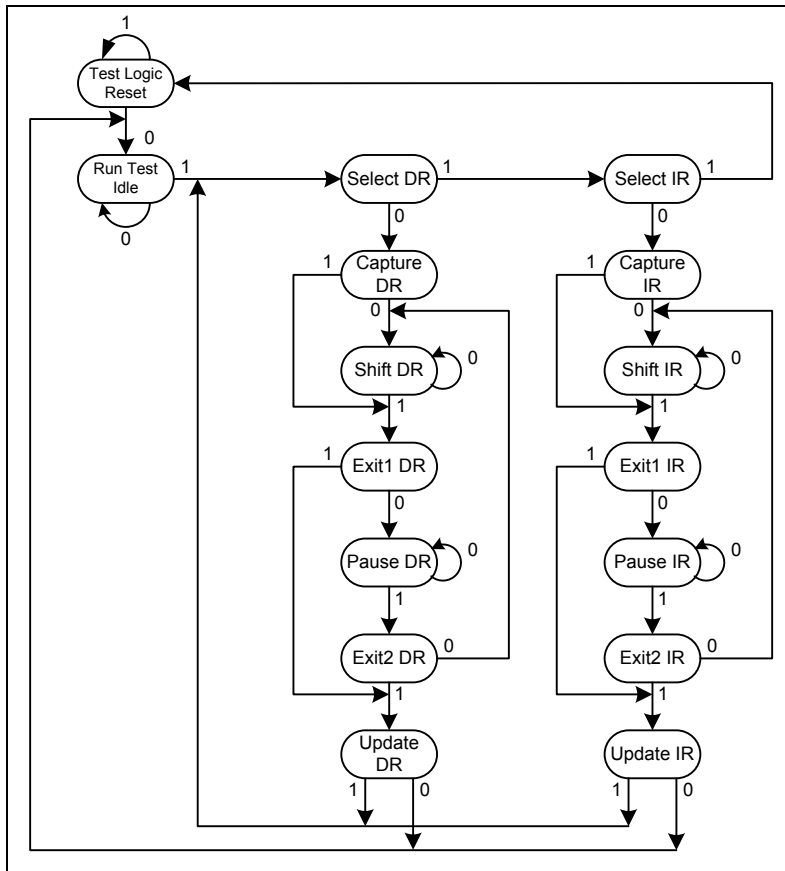 1
Test Logic
Reset
0
Run Test
Idle
1
0
Select DR
1
0
Select IR
1
0
Capture
DR
1
0
Capture
IR
1
0
Shift DR
0
1
Shift IR
0
1
Exit1 DR
1
0
Exit1 IR
1
0
Pause DR
0
1
Pause IR
0
1
Exit2 DR
0
1
Exit2 IR
0
1
Update
DR
1
0
Update IR
1
0